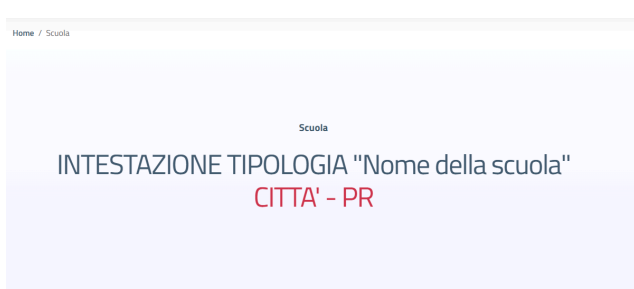 Home / Scuola
Scuola
INTESTAZIONE TIPOLOGIA "Nome della scuola"
CITTA' - PR